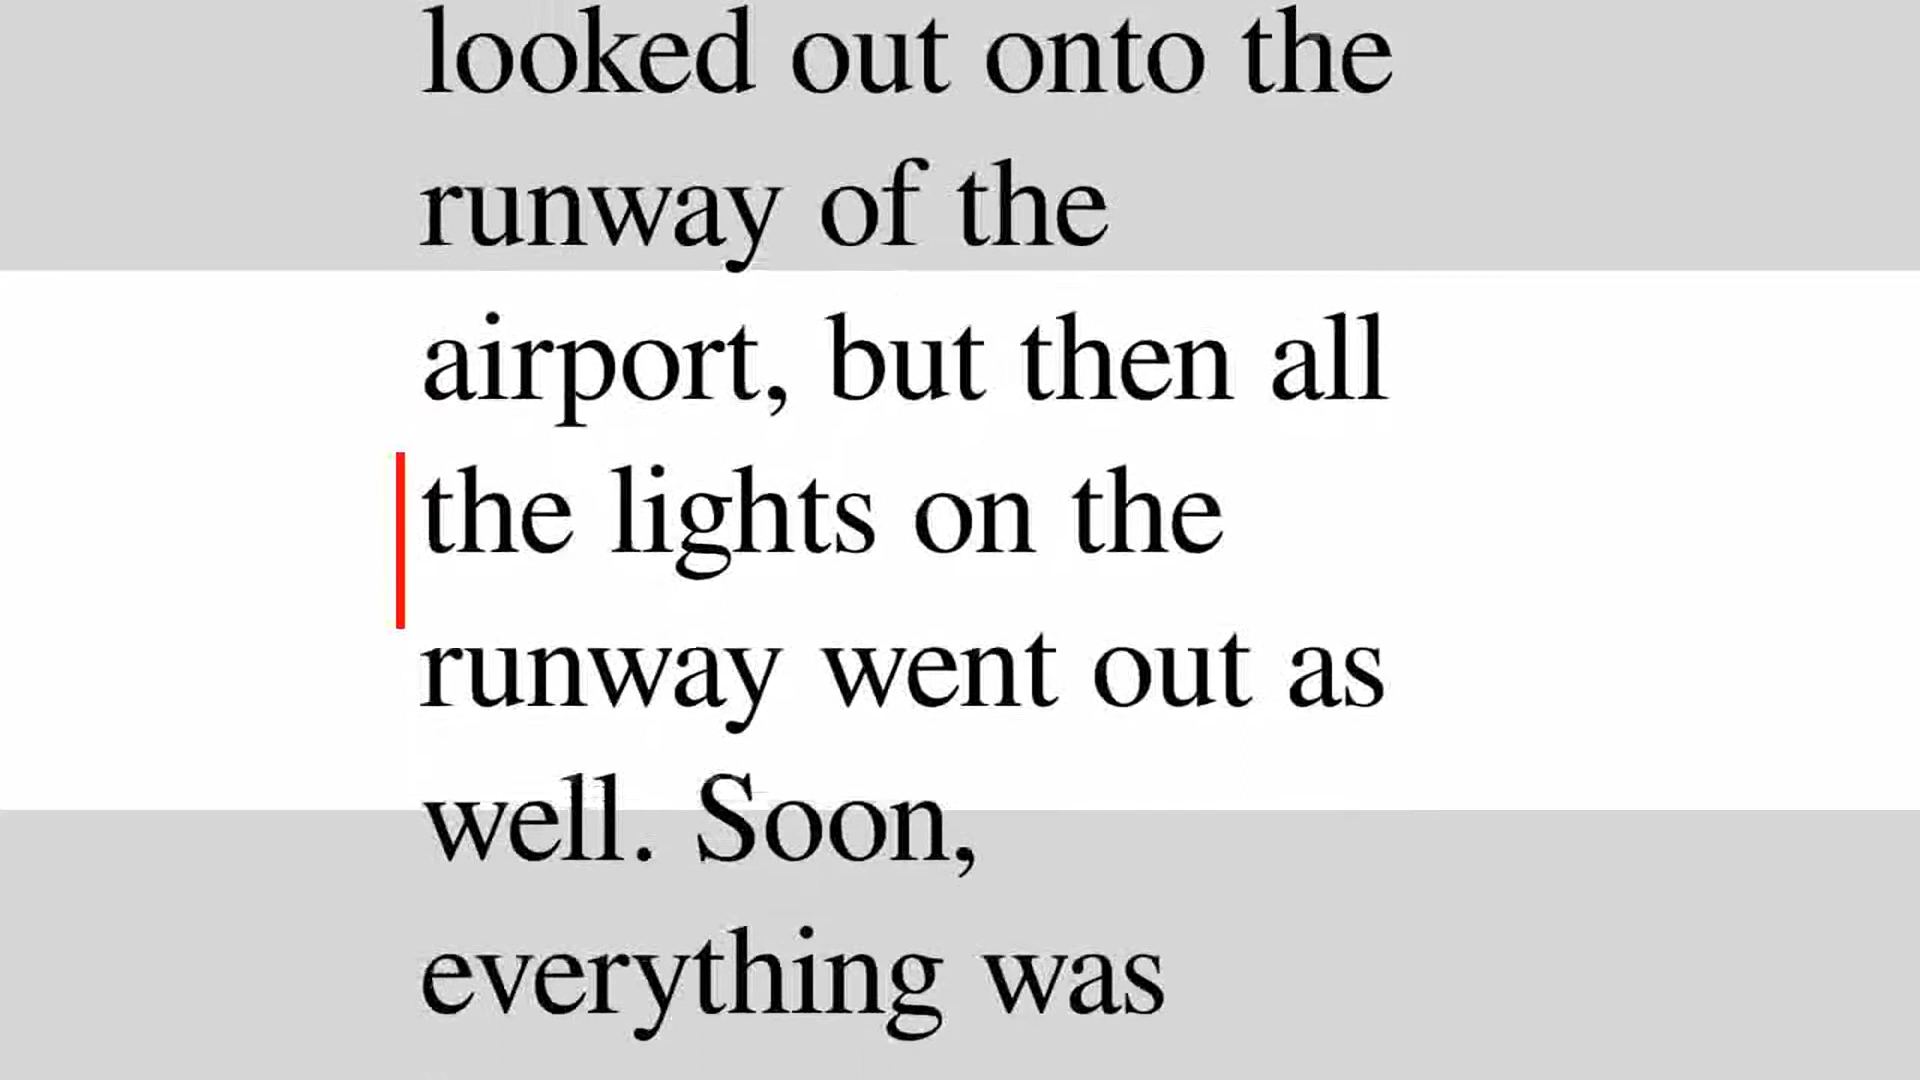 looked out onto the
runway of the
airport, but then all
the lights on the
runway went out as
well. Soon,
everything was